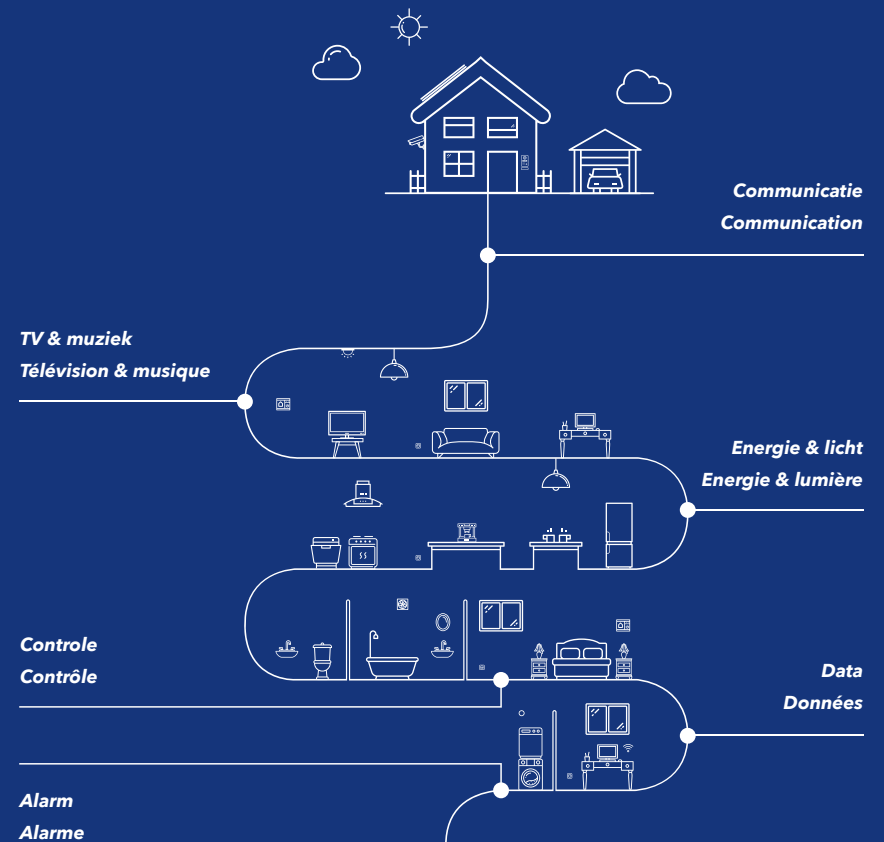 Communicatie
Communication
TV & muziek
Télévision & musique
Energie & licht
Energie & lumière
Controle
Contrôle
Data
Données
Alarm
Alarme